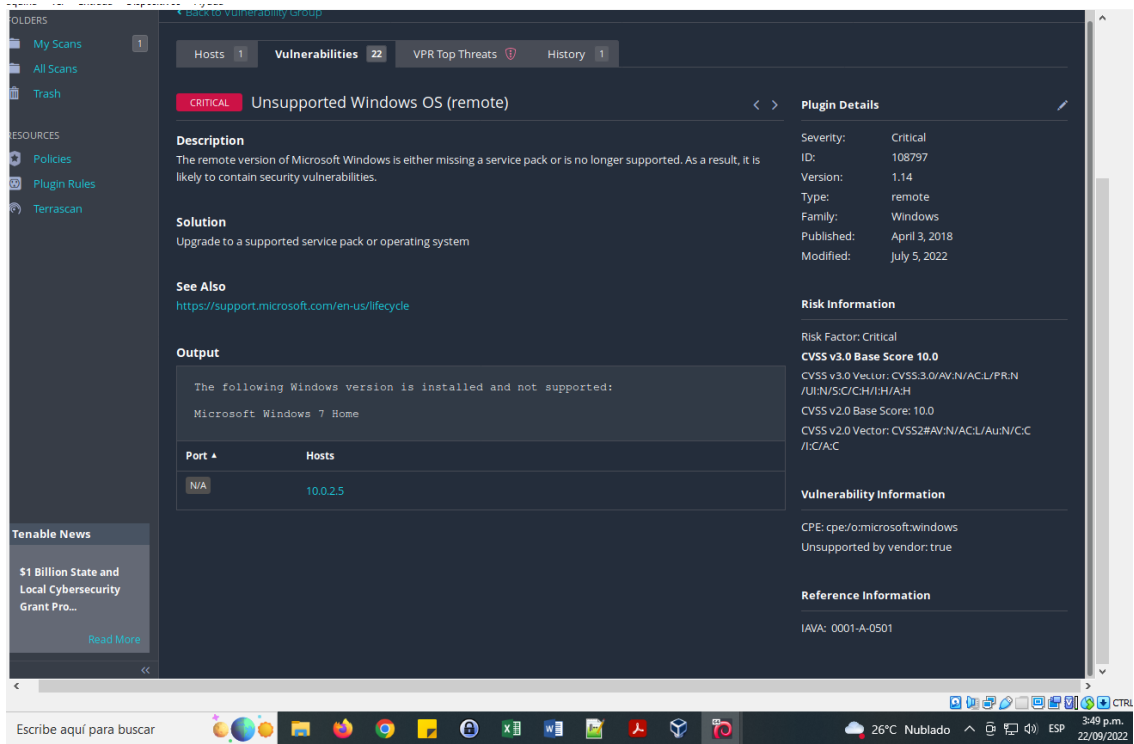 FOLDERS
My Scans 1
All Scans
Trash
RESOURCES
Policies
Plugin Rules
Terrascan
Tenable News
$1 Billion State and
Local Cybersecurity
Grant Pro...
Read More
<<
Back to Vulnerability Group
Hosts 1 Vulnerabilities 22 VPR Top Threats History 1
CRITICAL Unsupported Windows OS (remote) < >
Description
The remote version of Microsoft Windows is either missing a service pack or is no longer supported. As a result, it is
likely to contain security vulnerabilities.
Solution
Upgrade to a supported service pack or operating system
See Also
https://support.microsoft.com/en-us/lifecycle
Output
The following Windows version is installed and not supported:
Microsoft Windows 7 Home
Port Hosts
N/A 10.0.2.5
Plugin Details
Severity: Critical
ID: 108797
Version: 1.14
Type: remote
Family: Windows
Published: April 3, 2018
Modified: July 5, 2022
Risk Information
Risk Factor: Critical
CVSS v3.0 Base Score 10.0
CVSS v3.0 Vector: CVSS:3.0/AV:N/AC:L/PR:N
/UI:N/S:C/C:H/I:H/A:H
CVSS v2.0 Base Score: 10.0
CVSS v2.0 Vector: CVSS2#AV:N/AC:L/Au:N/C:C
/I:C/A:C
Vulnerability Information
CPE: cpe:/o:microsoft:windows
Unsupported by vendor: true
Reference Information
IAVA: 0001-A-0501
CTRL
Escribe aquí para buscar
26°C Nublado ESP 3:49 p.m.
22/09/2022